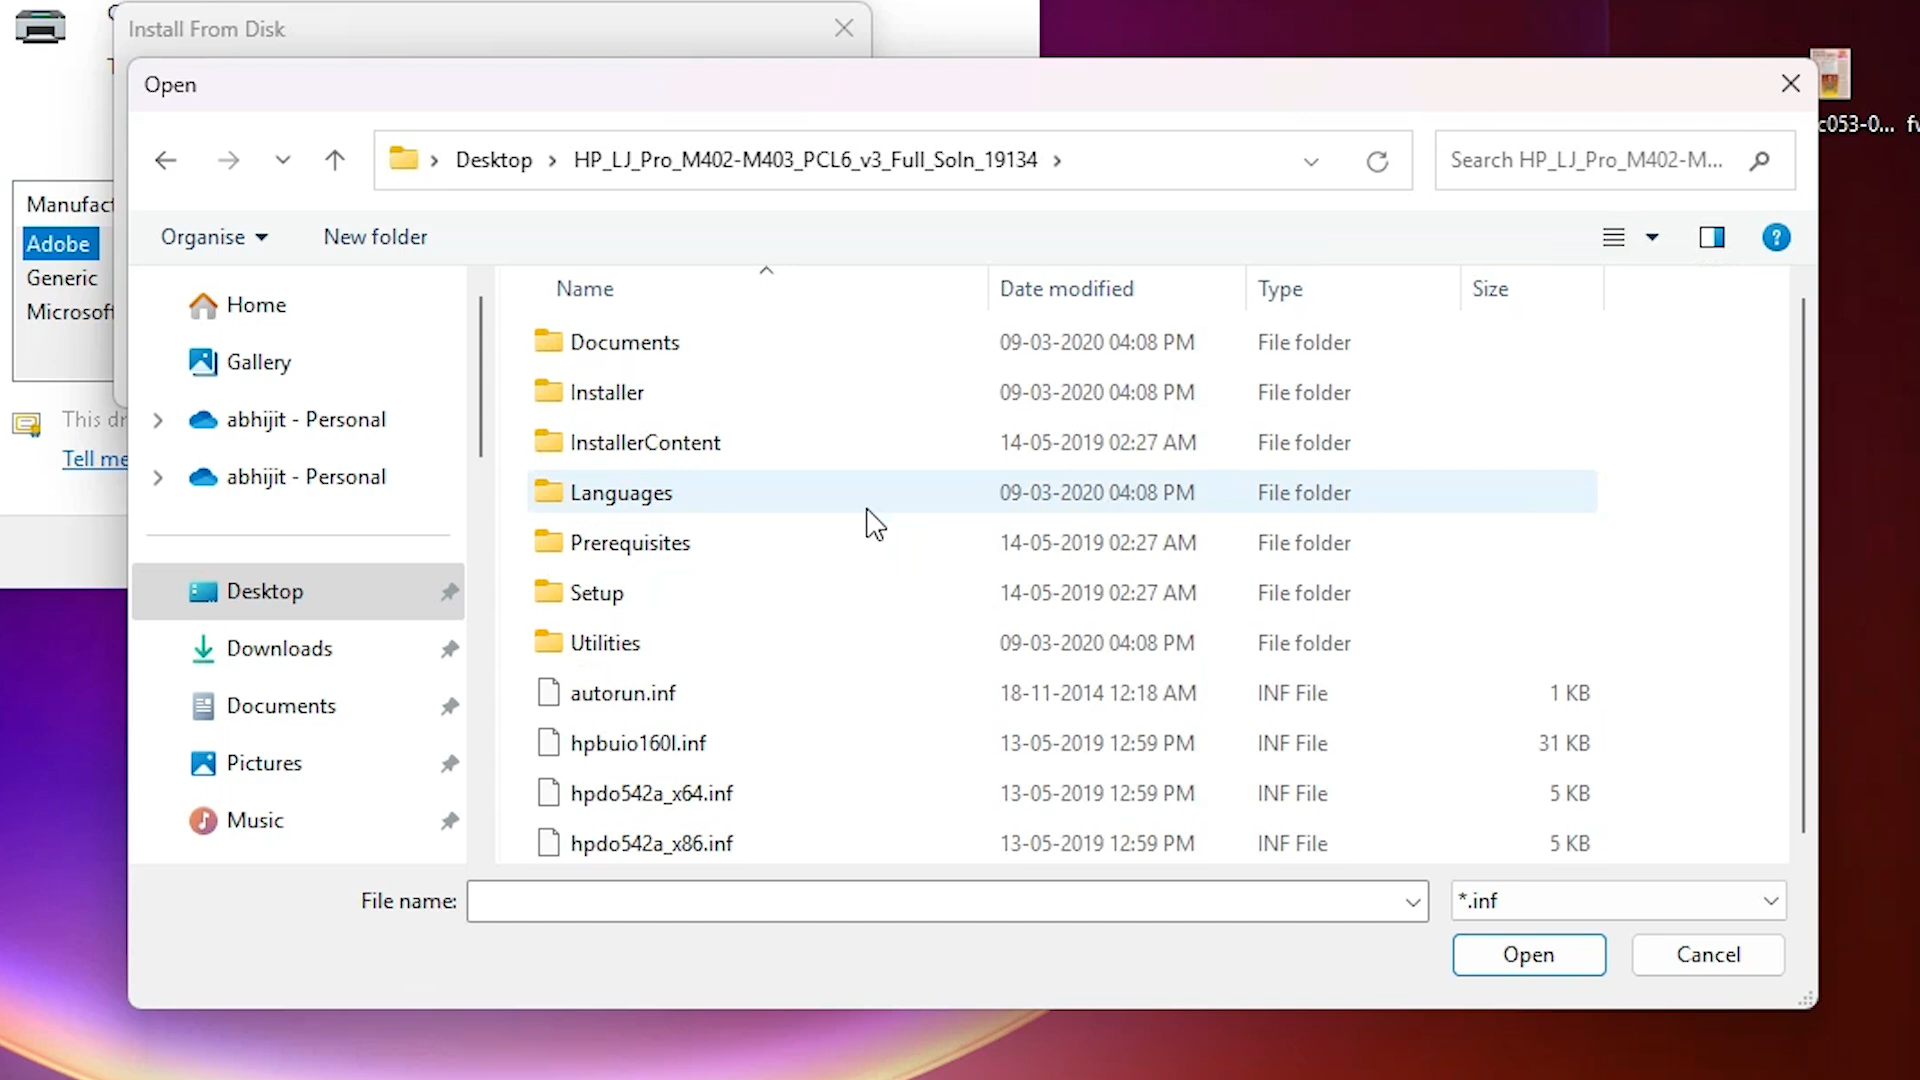 Install From Disk
Open
Desktop
HP_LJ_Pro_M402-M403_PCL6_v3_Full_Soln_19134
Search HP_LJ_Pro_M402-M...
c053-0...
Organise
New folder
Manufact
Adobe
Generic
Microsoft
This dr
Tell me
Home
Gallery
abhijit - Personal
abhijit - Personal
Desktop
Downloads
Documents
Pictures
Music
Name Date modified Type Size
Documents 09-03-2020 04:08 PM File folder
Installer 09-03-2020 04:08 PM File folder
InstallerContent 14-05-2019 02:27 AM File folder
Languages 09-03-2020 04:08 PM File folder
Prerequisites 14-05-2019 02:27 AM File folder
Setup 14-05-2019 02:27 AM File folder
Utilities 09-03-2020 04:08 PM File folder
autorun.inf 18-11-2014 12:18 AM INF File 1 KB
hpbuio160l.inf 13-05-2019 12:59 PM INF File 31 KB
hpdo542a_x64.inf 13-05-2019 12:59 PM INF File 5 KB
hpdo542a_x86.inf 13-05-2019 12:59 PM INF File 5 KB
File name:
*.inf
Open
Cancel